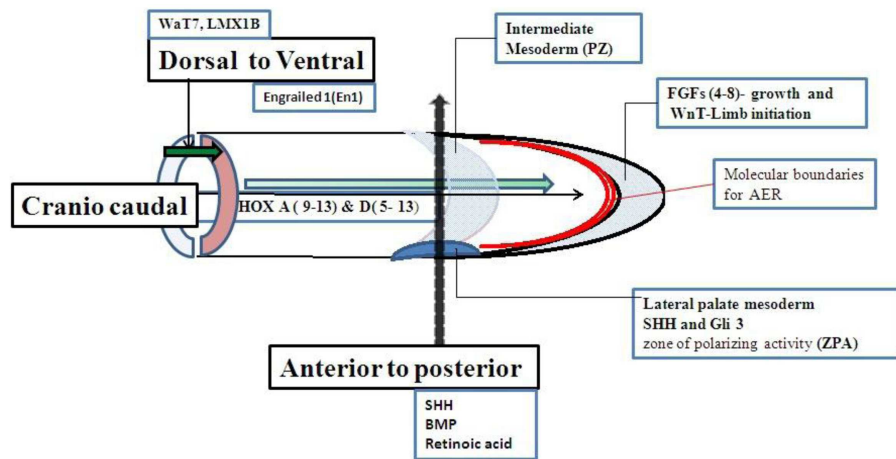 WaT7, LMX1B
Dorsal to Ventral
Engrailed 1(En1)
Intermediate
Mesoderm (PZ)
FGFs (4-8)- growth and
WnT-Limb initiation
Molecular boundaries
for AER
Cranio caudal
HOX A ( 9-13) & D( 5- 13)
Lateral palate mesoderm
SHH and Gli 3
zone of polarizing activity (ZPA)
Anterior to posterior
SHH
BMP
Retinoic acid